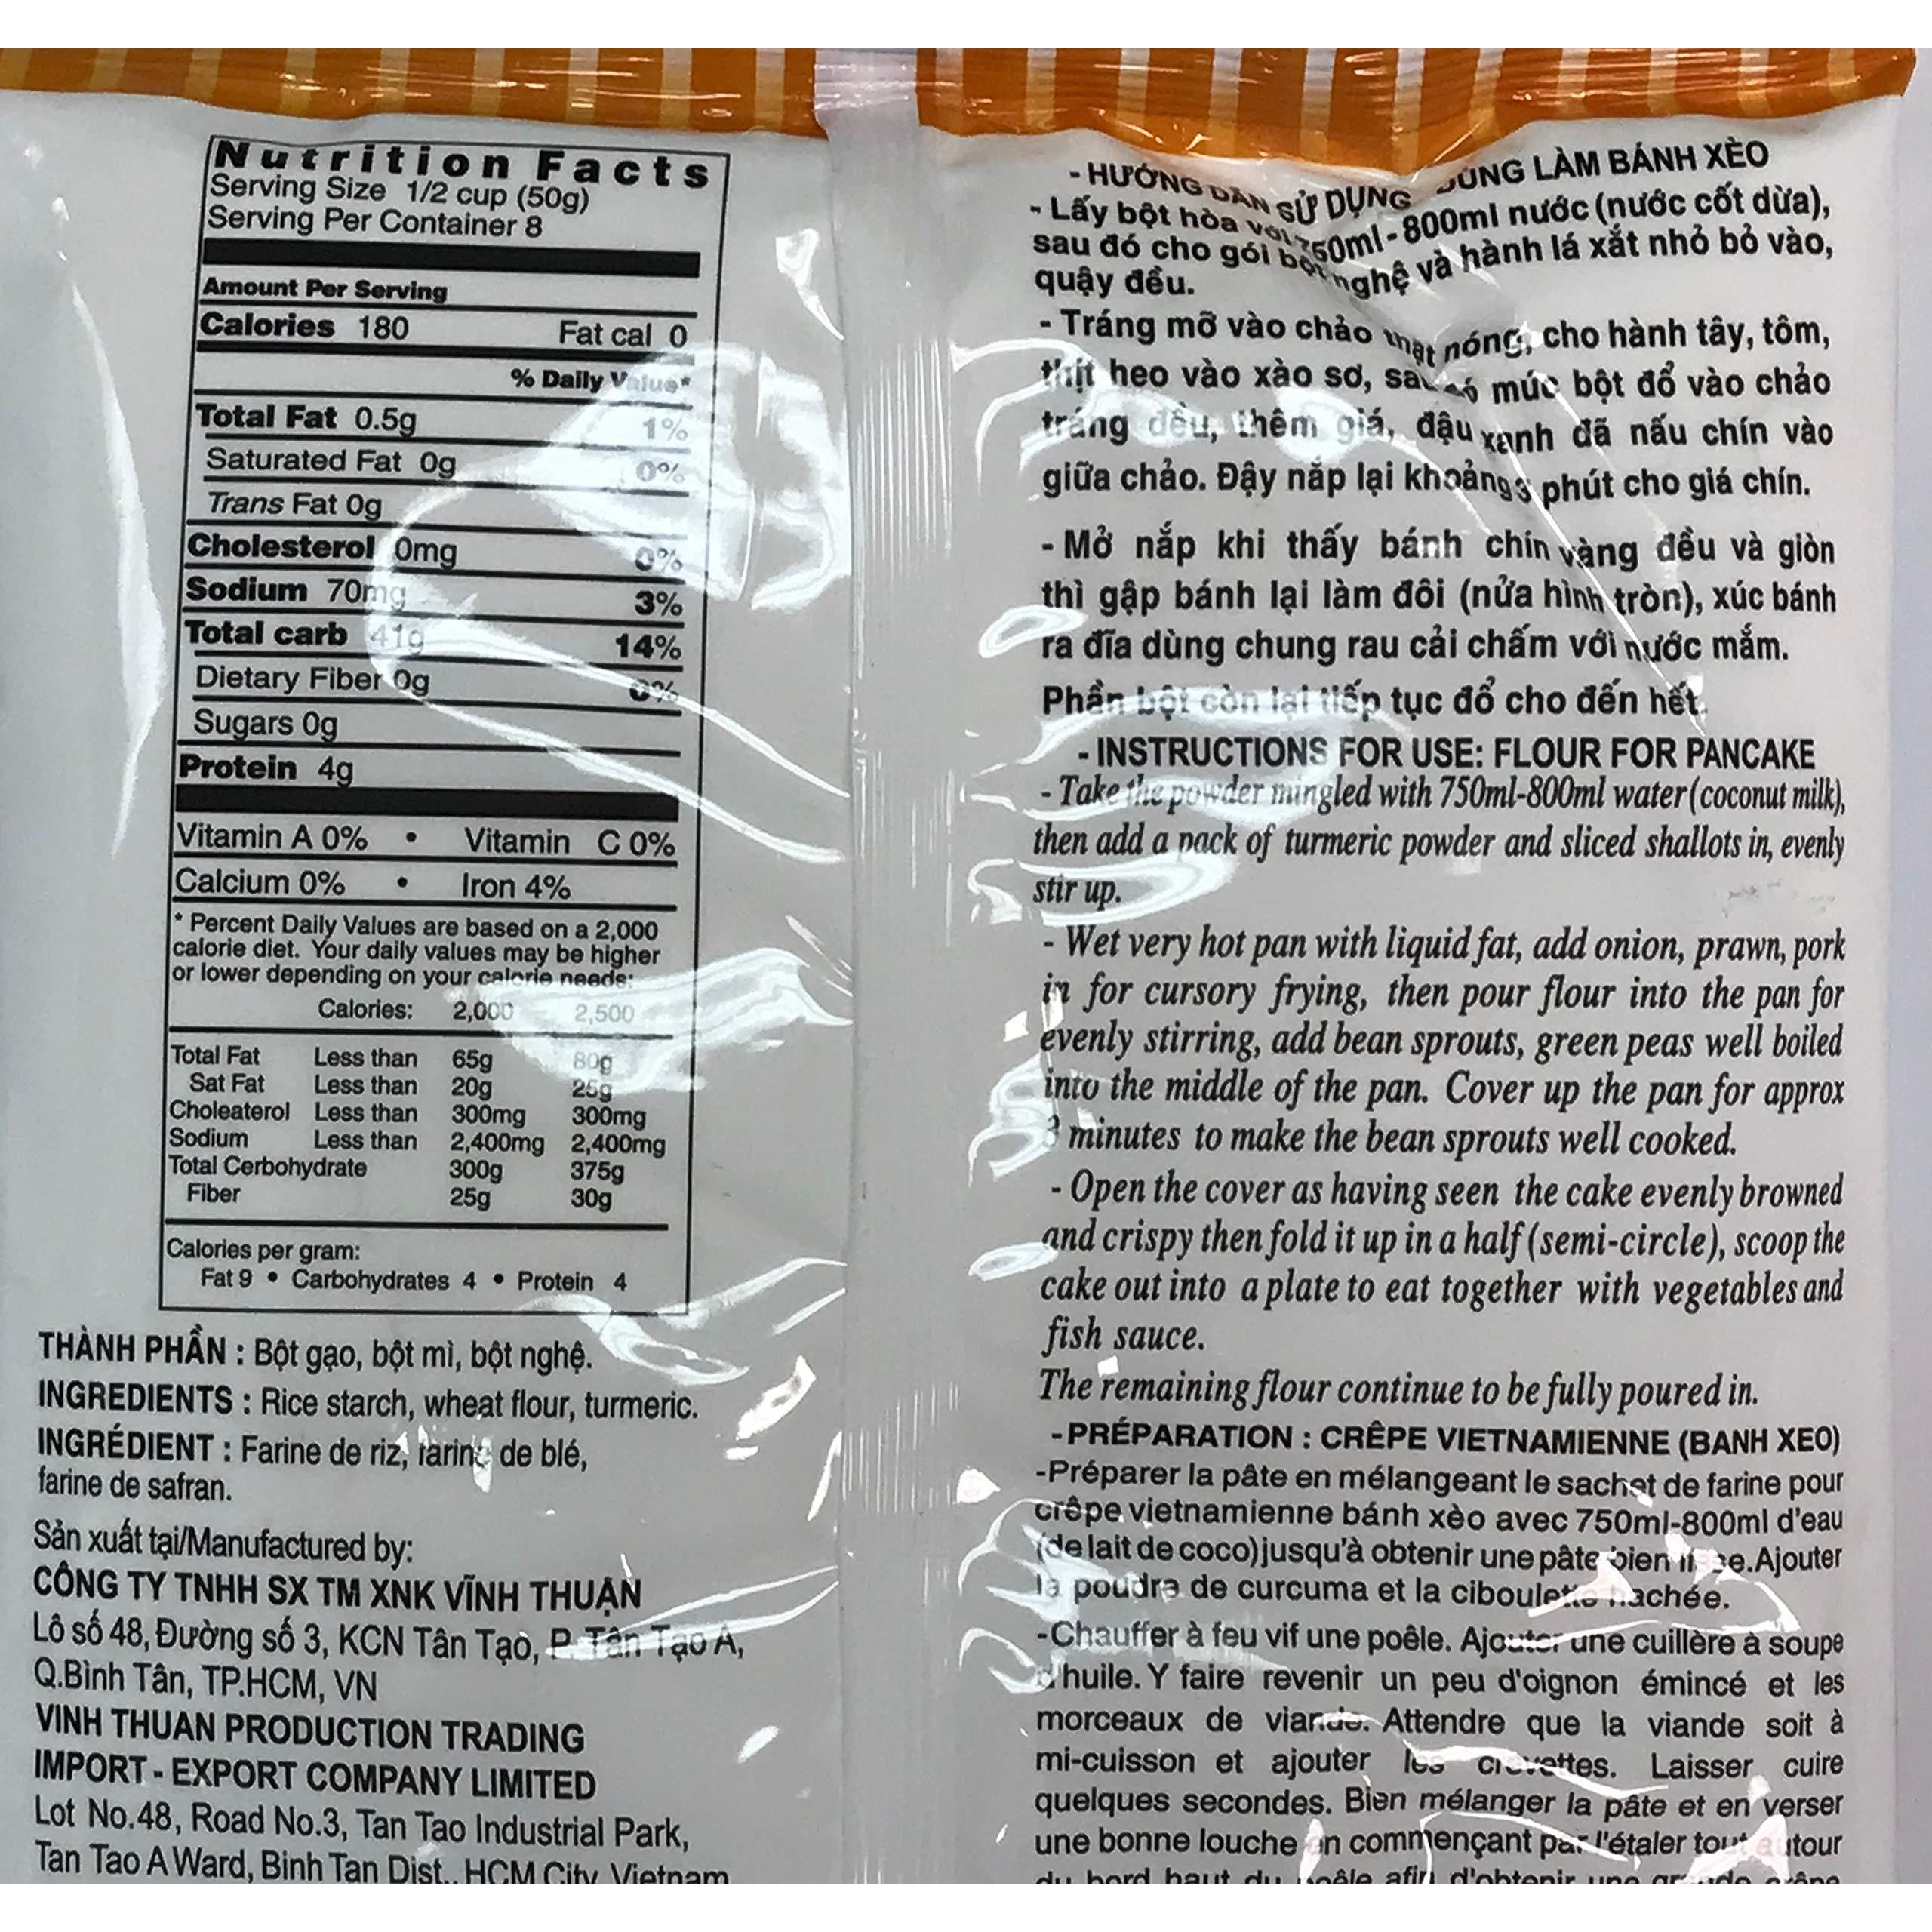 Nutrition Facts
Serving Size 1/2 cup (50g)
Serving Per Container 8
Amount Per Serving
Calories 180 Fat cal 0
% Daily Value*
Total Fat 0.5g 1%
Saturated Fat 0g 0%
Trans Fat 0g
Cholesterol 0mg 0%
Sodium 70mg 3%
Total carb 41g 14%
Dietary Fiber 0g 0%
Sugars 0g
Protein 4g
Vitamin A 0% • Vitamin C 0%
Calcium 0% • Iron 4%
* Percent Daily Values are based on a 2,000
calorie diet. Your daily values may be higher
or lower depending on your calorie needs:
Calories: 2,000 2,500
Total Fat Less than 65g 80g
Sat Fat Less than 20g 25g
Choleaterol Less than 300mg 300mg
Sodium Less than 2,400mg 2,400mg
Total Cerbohydrate 300g 375g
Fiber 25g 30g
Calories per gram:
Fat 9 • Carbohydrates 4 • Protein 4
THÀNH PHẦN : Bột gạo, bột mì, bột nghệ.
INGREDIENTS : Rice starch, wheat flour, turmeric.
INGRÉDIENT : Farine de riz, farine de blé,
farine de safran.
Sản xuất tại/Manufactured by:
CÔNG TY TNHH SX TM XNK VĨNH THUẬN
Lô số 48, Đường số 3, KCN Tân Tạo, P. Tân Tạo A,
Q.Bình Tân, TP.HCM, VN
VINH THUAN PRODUCTION TRADING
IMPORT - EXPORT COMPANY LIMITED
Lot No.48, Road No.3, Tan Tao Industrial Park,
Tan Tao A Ward, Binh Tan Dist., HCM City, Vietnam
- HƯỚNG DẪN SỬ DỤNG DÙNG LÀM BÁNH XÈO
- Lấy bột hòa với 750ml-800ml nước (nước cốt dừa),
sau đó cho gói bột nghệ và hành lá xắt nhỏ bỏ vào,
quậy đều.
- Tráng mỡ vào chảo thật nóng, cho hành tây, tôm,
thịt heo vào xào sơ, sau đó múc bột đổ vào chảo
tráng đều, thêm giá, đậu xanh đã nấu chín vào
giữa chảo. Đậy nắp lại khoảng 3 phút cho giá chín.
- Mở nắp khi thấy bánh chín vàng đều và giòn
thì gập bánh lại làm đôi (nửa hình tròn), xúc bánh
ra đĩa dùng chung rau cải chấm với nước mắm.
Phần bột còn lại tiếp tục đổ cho đến hết.
- INSTRUCTIONS FOR USE: FLOUR FOR PANCAKE
- Take the powder mingled with 750ml-800ml water (coconut milk),
then add a pack of turmeric powder and sliced shallots in, evenly
stir up.
- Wet very hot pan with liquid fat, add onion, prawn, pork
in for cursory frying, then pour flour into the pan for
evenly stirring, add bean sprouts, green peas well boiled
into the middle of the pan. Cover up the pan for approx
3 minutes to make the bean sprouts well cooked.
- Open the cover as having seen the cake evenly browned
and crispy then fold it up in a half (semi-circle), scoop the
cake out into a plate to eat together with vegetables and
fish sauce.
The remaining flour continue to be fully poured in.
- PRÉPARATION : CRÊPE VIETNAMIENNE (BANH XEO)
-Préparer la pâte en mélangeant le sachet de farine pour
crêpe vietnamienne bánh xèo avec 750ml-800ml d'eau
(de lait de coco) jusqu'à obtenir une pâte bien lisse. Ajouter
la poudre de curcuma et la ciboulette hachée.
-Chauffer à feu vif une poêle. Ajouter une cuillère à soupe
d'huile. Y faire revenir un peu d'oignon émincé et les
morceaux de viande. Attendre que la viande soit à
mi-cuisson et ajouter les crevettes. Laisser cuire
quelques secondes. Bien mélanger la pâte et en verser
une bonne louche en commençant par l'étaler tout autour
du bord haut du poêle afin d'obtenir une grande crêpe